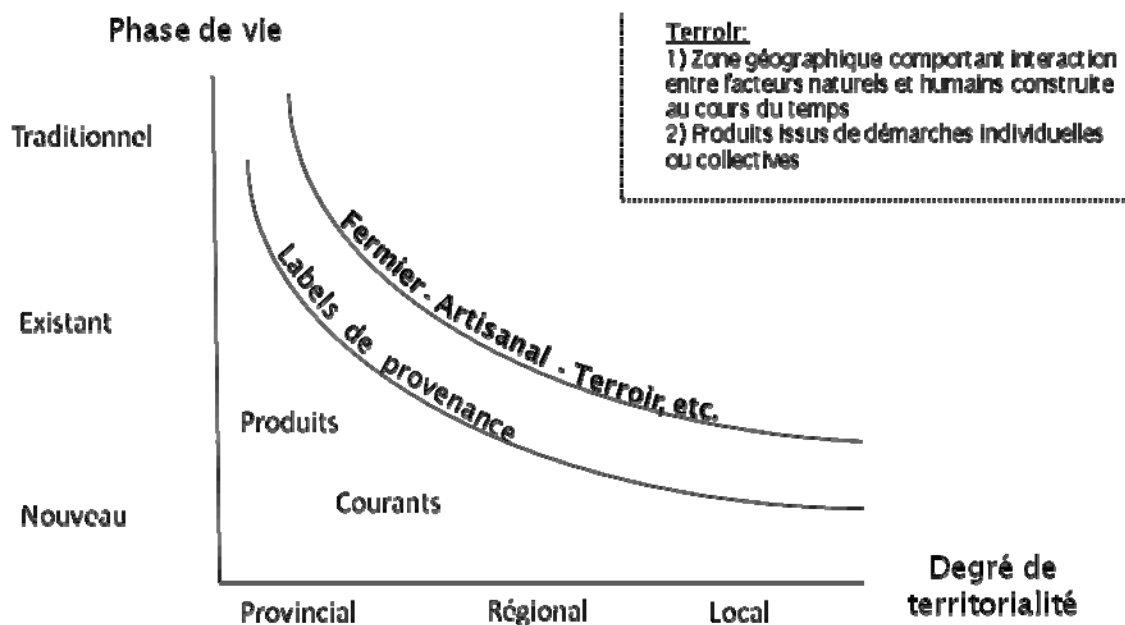 Phase de vie
Terroir:
1) Zone géographique comportant interaction
entre facteurs naturels et humains construite
au cours du temps
2) Produits issus de démarches individuelles
ou collectives
Traditionnel
Fermier - Artisanal - Terroir, etc.
Labels de provenance
Existant
Produits
Courants
Nouveau
Degré de
territorialité
Provincial
Régional
Local